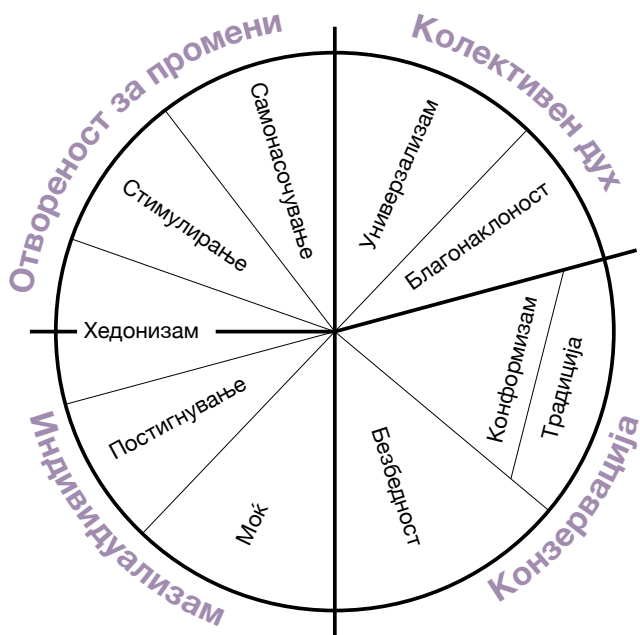 Отвореност за промени
Колективен дух
Самонасочување
Универзализам
Стимулирање
Благонаклоност
Хедонизам
Конформизам
Традиција
Постигнување
Безбедност
Моќ
Индивидуализам
Конзервација